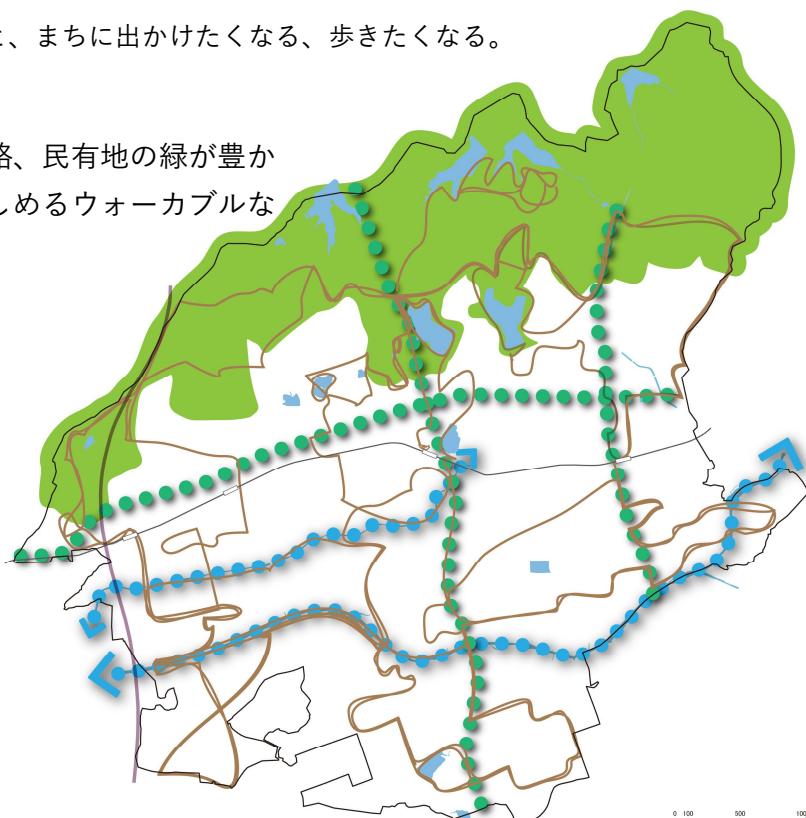 、まちに出かけたくなる、歩きたくなる。
路、民有地の緑が豊か
しめるウォーカブルな
0 100 500 100